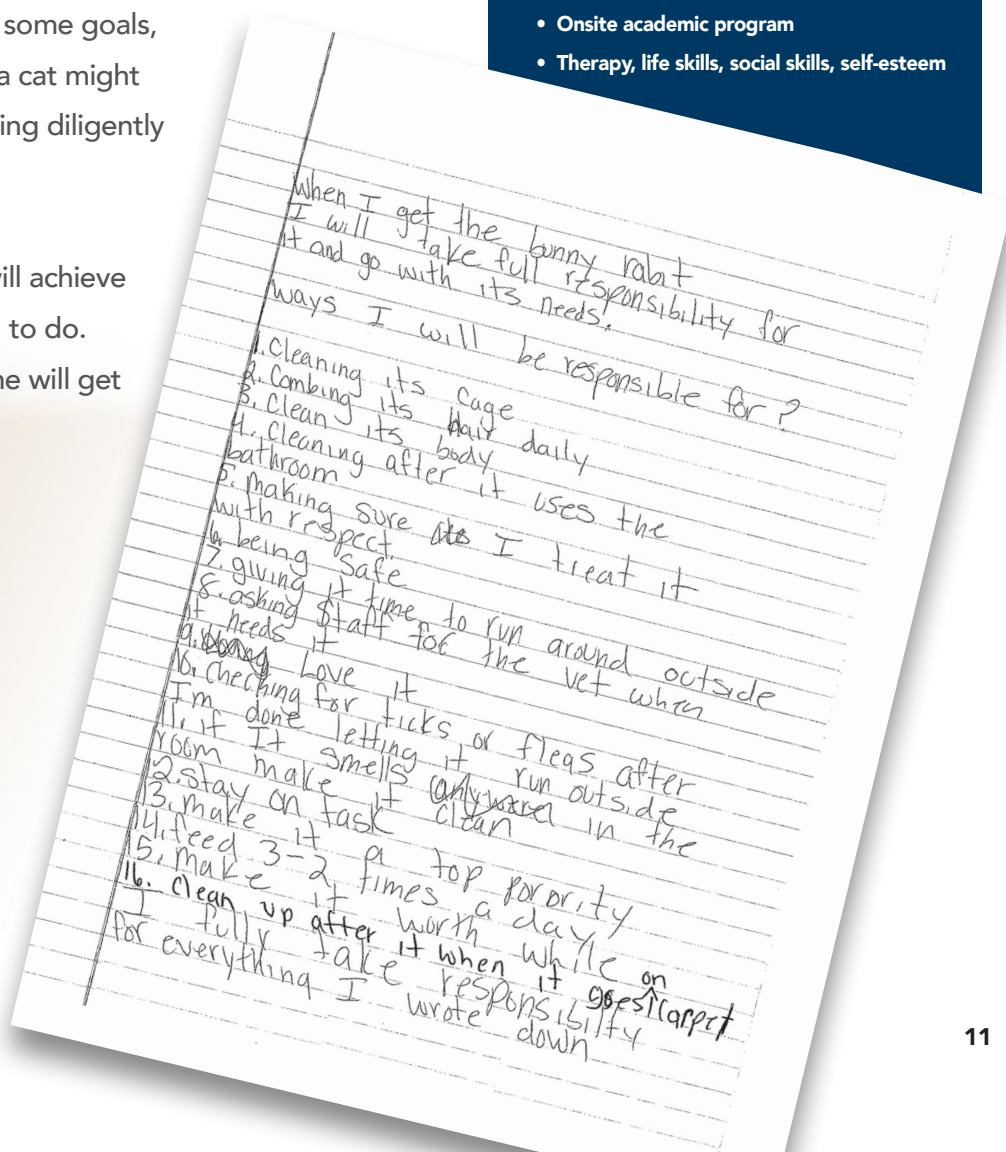 some goals,
a cat might
ing diligently
ill achieve
to do.
ne will get
• Onsite academic program
• Therapy, life skills, social skills, self-esteem
When I get the bunny rabit
I will take full responsibility for
it and go with its needs.
ways I will be responsible for?
1. Cleaning its Cage
2. Combing its Hair daily
3. Clean its body
4. Cleaning after it uses the
bathroom
5. making sure I treat it
with respect.
6. being safe
7. giving it time to run around outside
8. asking staff for the vet when
it needs it
9. Love it
10. Checking for ticks or fleas after
I'm done letting it run outside
11. if It smells in the
room make it clean
12. stay on task
13. make it a top porority
14. feed 3-2 times a day
15. make it worth while
16. Clean up after it when it goes on Carpet
I fully take responsibilty
for everything I wrote down
11